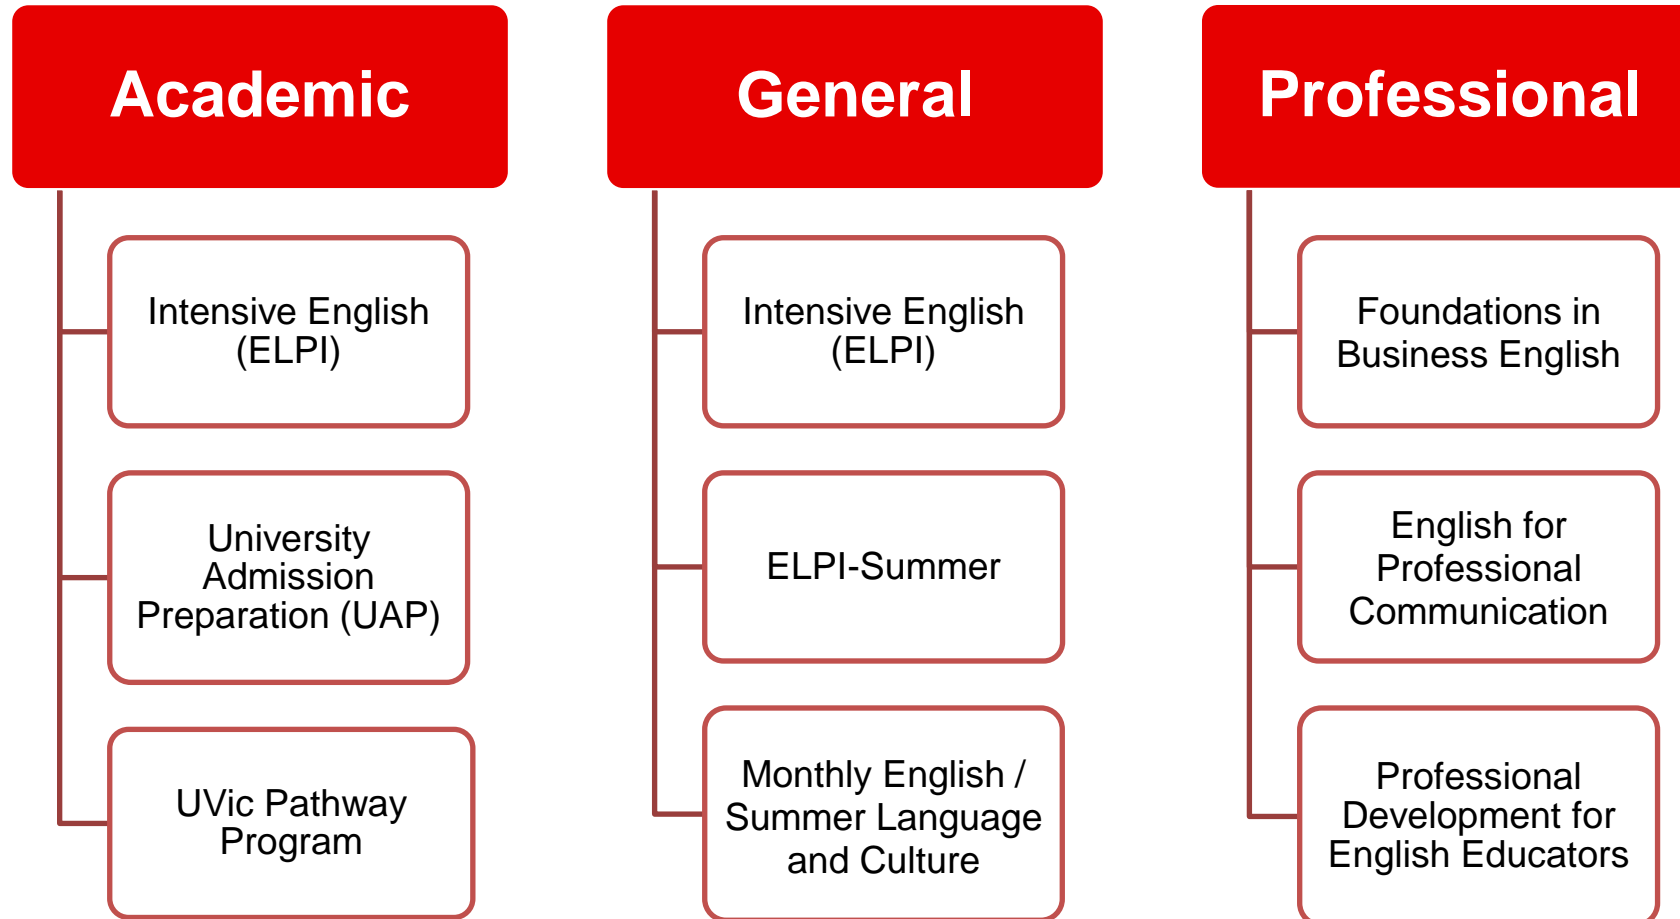 Academic
Intensive English
(ELPI)
University
Admission
Preparation (UAP)
UVic Pathway
Program
General
Intensive English
(ELPI)
ELPI-Summer
Monthly English /
Summer Language
and Culture
Professional
Foundations in
Business English
English for
Professional
Communication
Professional
Development for
English Educators